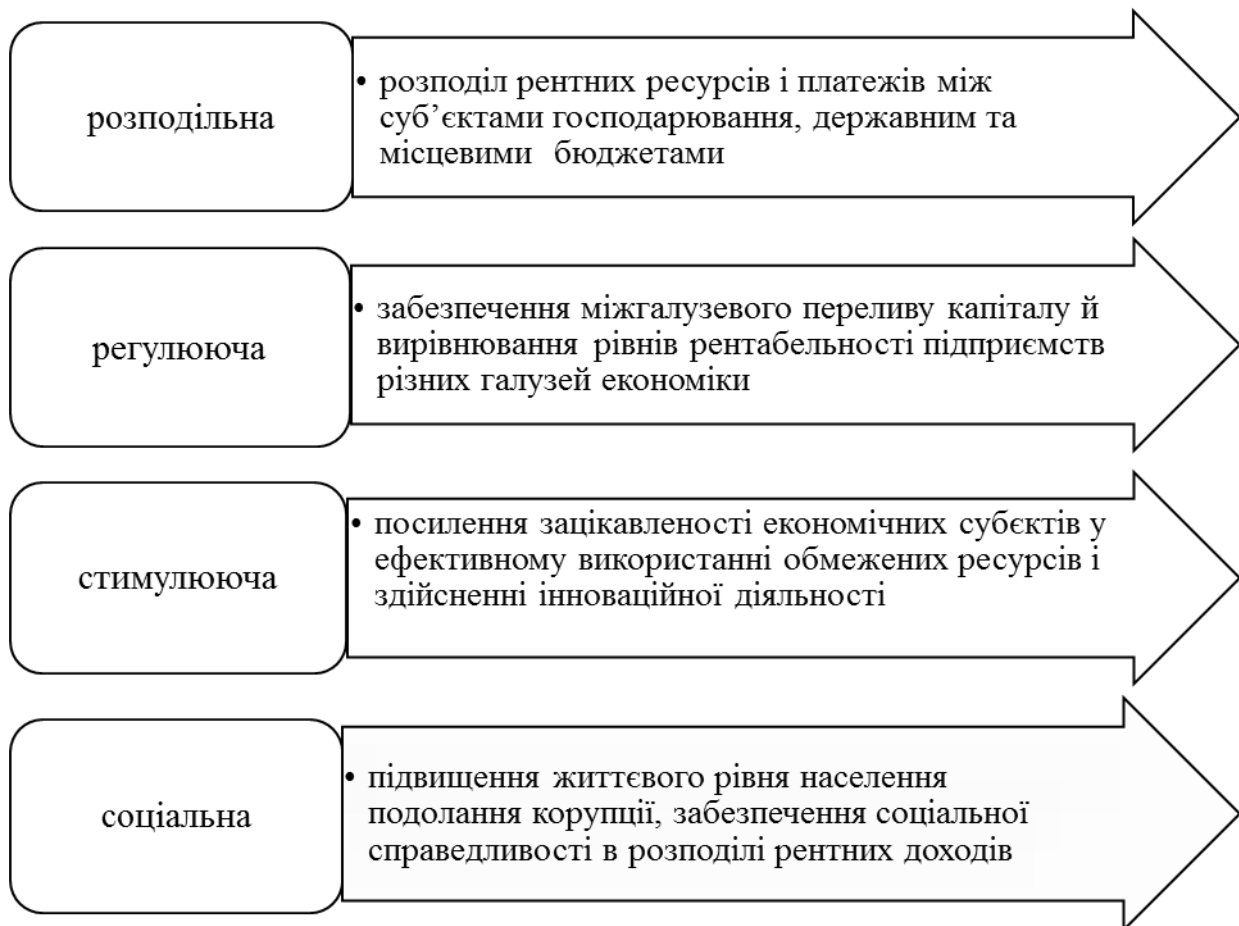 розподільна
• розподіл рентних ресурсів і платежів між
суб’єктами господарювання, державним та
місцевими бюджетами
регулююча
• забезпечення міжгалузевого переливу капіталу й
вирівнювання рівнів рентабельності підприємств
різних галузей економіки
стимулююча
• посилення зацікавленості економічних субєктів у
ефективному використанні обмежених ресурсів і
здійсненні інноваційної діяльності
соціальна
• підвищення життєвого рівня населення
подолання корупції, забезпечення соціальної
справедливості в розподілі рентних доходів